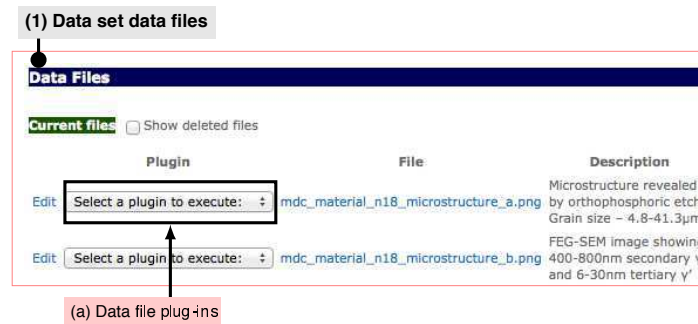 (1) Data set data files
Data Files
Current files Show deleted files
Plugin File Description
Microstructure revealed
Edit Select a plugin to execute: mdc_material_n18_microstructure_a.png by orthophosphoric etch
Grain size – 4.8-41.3µm
FEG-SEM image showing
Edit Select a plugin to execute: mdc_material_n18_microstructure_b.png 400-800nm secondary γ
and 6-30nm tertiary γ’
(a) Data file plug-ins